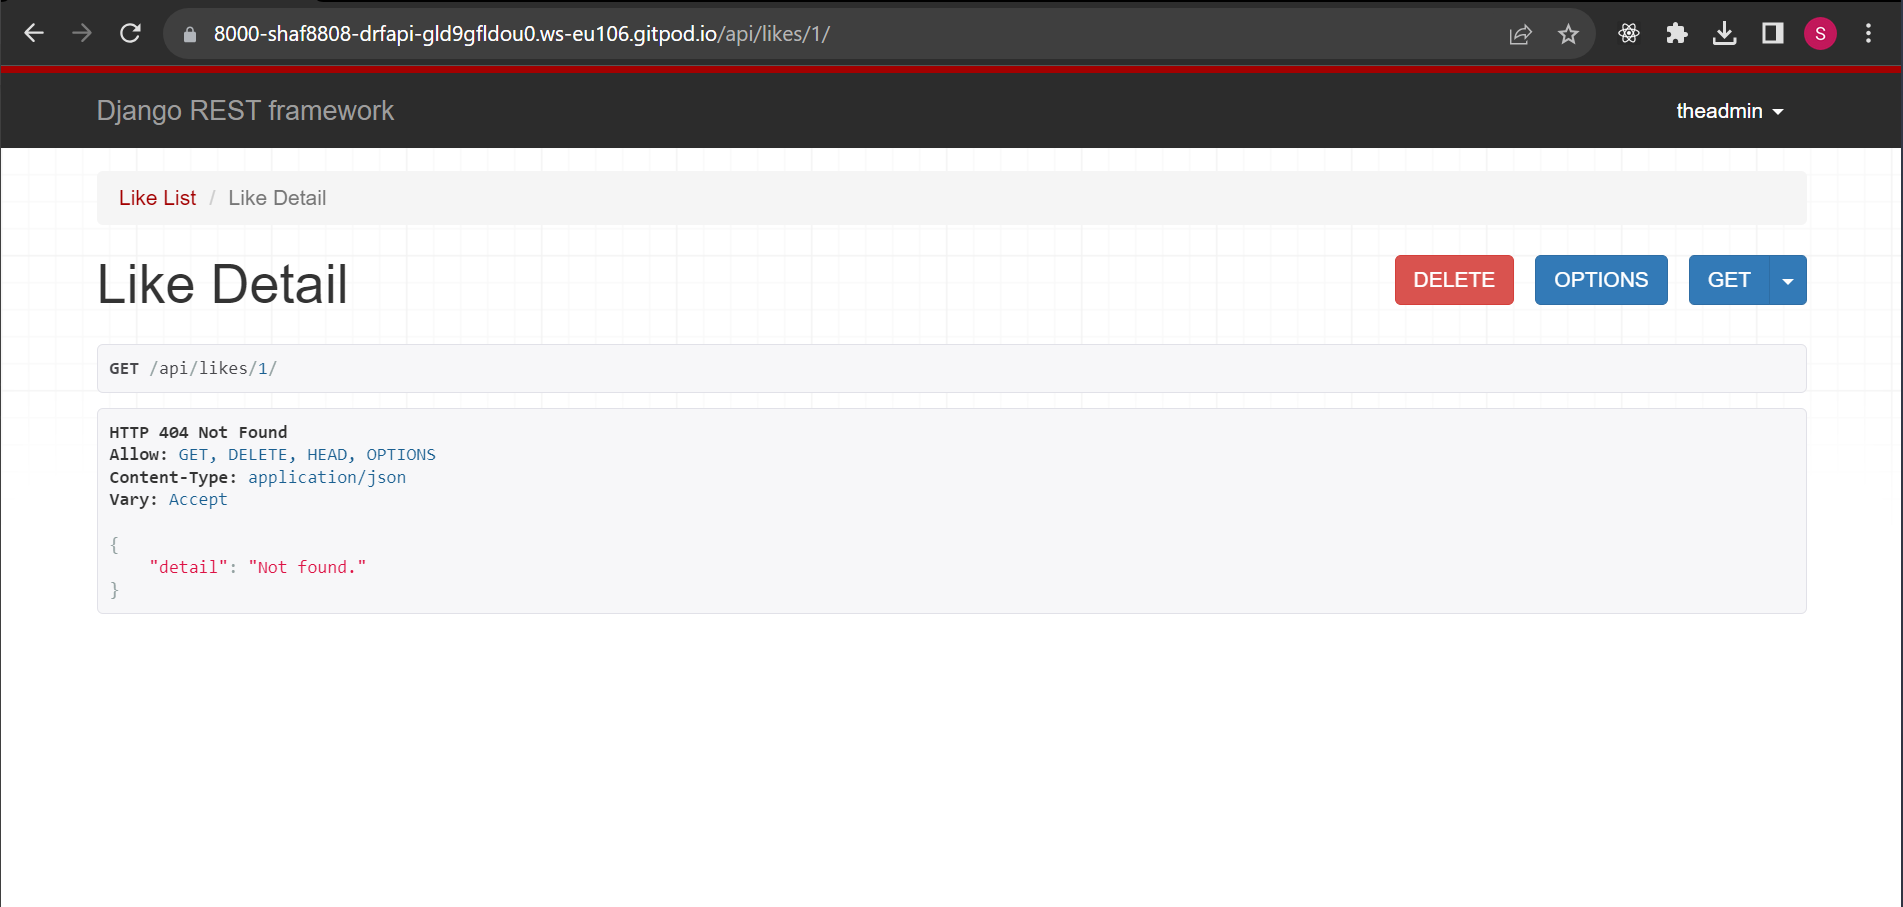 8000-shaf8808-drfapi-gld9gfldou0.ws-eu106.gitpod.io/api/likes/1/
S
Django REST framework
theadmin
Like List / Like Detail
Like Detail
DELETE
OPTIONS
GET
GET /api/likes/1/
HTTP 404 Not Found
Allow: GET, DELETE, HEAD, OPTIONS
Content-Type: application/json
Vary: Accept
{
"detail": "Not found."
}